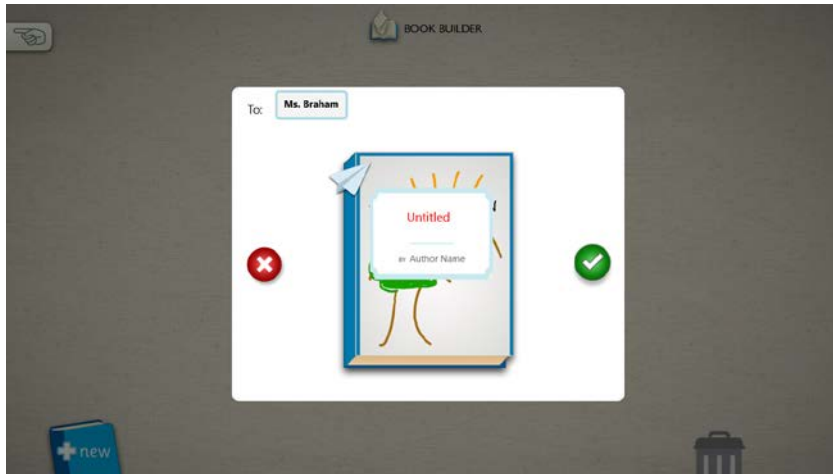 BOOK BUILDER
To: Ms. Braham
Untitled
BY Author Name
new